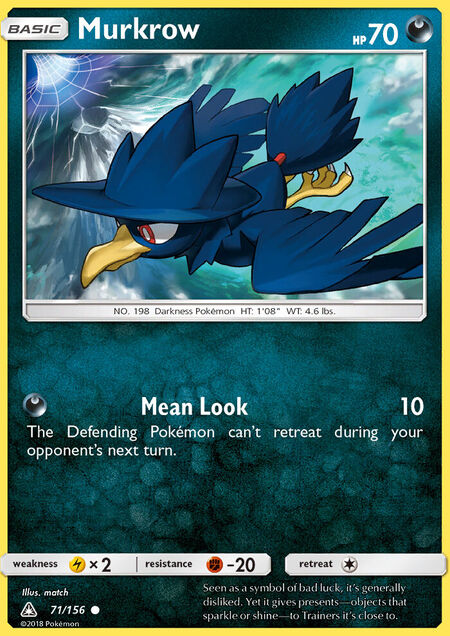 BASIC Murkrow HP70
NO. 198 Darkness Pokémon HT: 1'08" WT: 4.6 lbs.
Mean Look 10
The Defending Pokémon can't retreat during your
opponent's next turn.
weakness ×2 resistance -20 retreat
Illus. match
71/156
©2018 Pokémon
Seen as a symbol of bad luck, it's generally
disliked. Yet it gives presents—objects that
sparkle or shine—to Trainers it's close to.